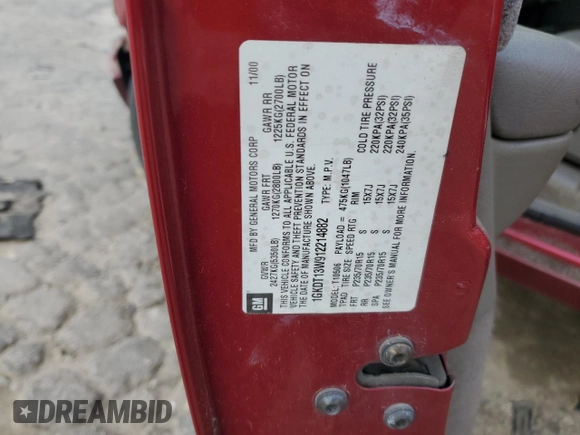 MFD BY GENERAL MOTORS CORP 11/00
GVWR GAWR FRT GAWR RR
2427KG(5350LB) 1270KG(2800LB) 1225KG(2700LB)
THIS VEHICLE CONFORMS TO ALL APPLICABLE U.S. FEDERAL MOTOR
VEHICLE SAFETY AND THEFT PREVENTION STANDARDS IN EFFECT ON
THE DATE OF MANUFACTURE SHOWN ABOVE.
1GKDT13W912214882 TYPE: M.P.V.
MODEL: T10506 PAYLOAD = 475KG(1047LB)
TPAD TIRE SIZE SPEED RTG RIM COLD TIRE PRESSURE
FRT P235/70R15 S 15X7J 220KPA(32PSI)
RR P235/70R15 S 15X7J 220KPA(32PSI)
SPA P235/70R15 S 15X7J 240KPA(35PSI)
SEE OWNER'S MANUAL FOR MORE INFORMATION.
GM
DREAMBID